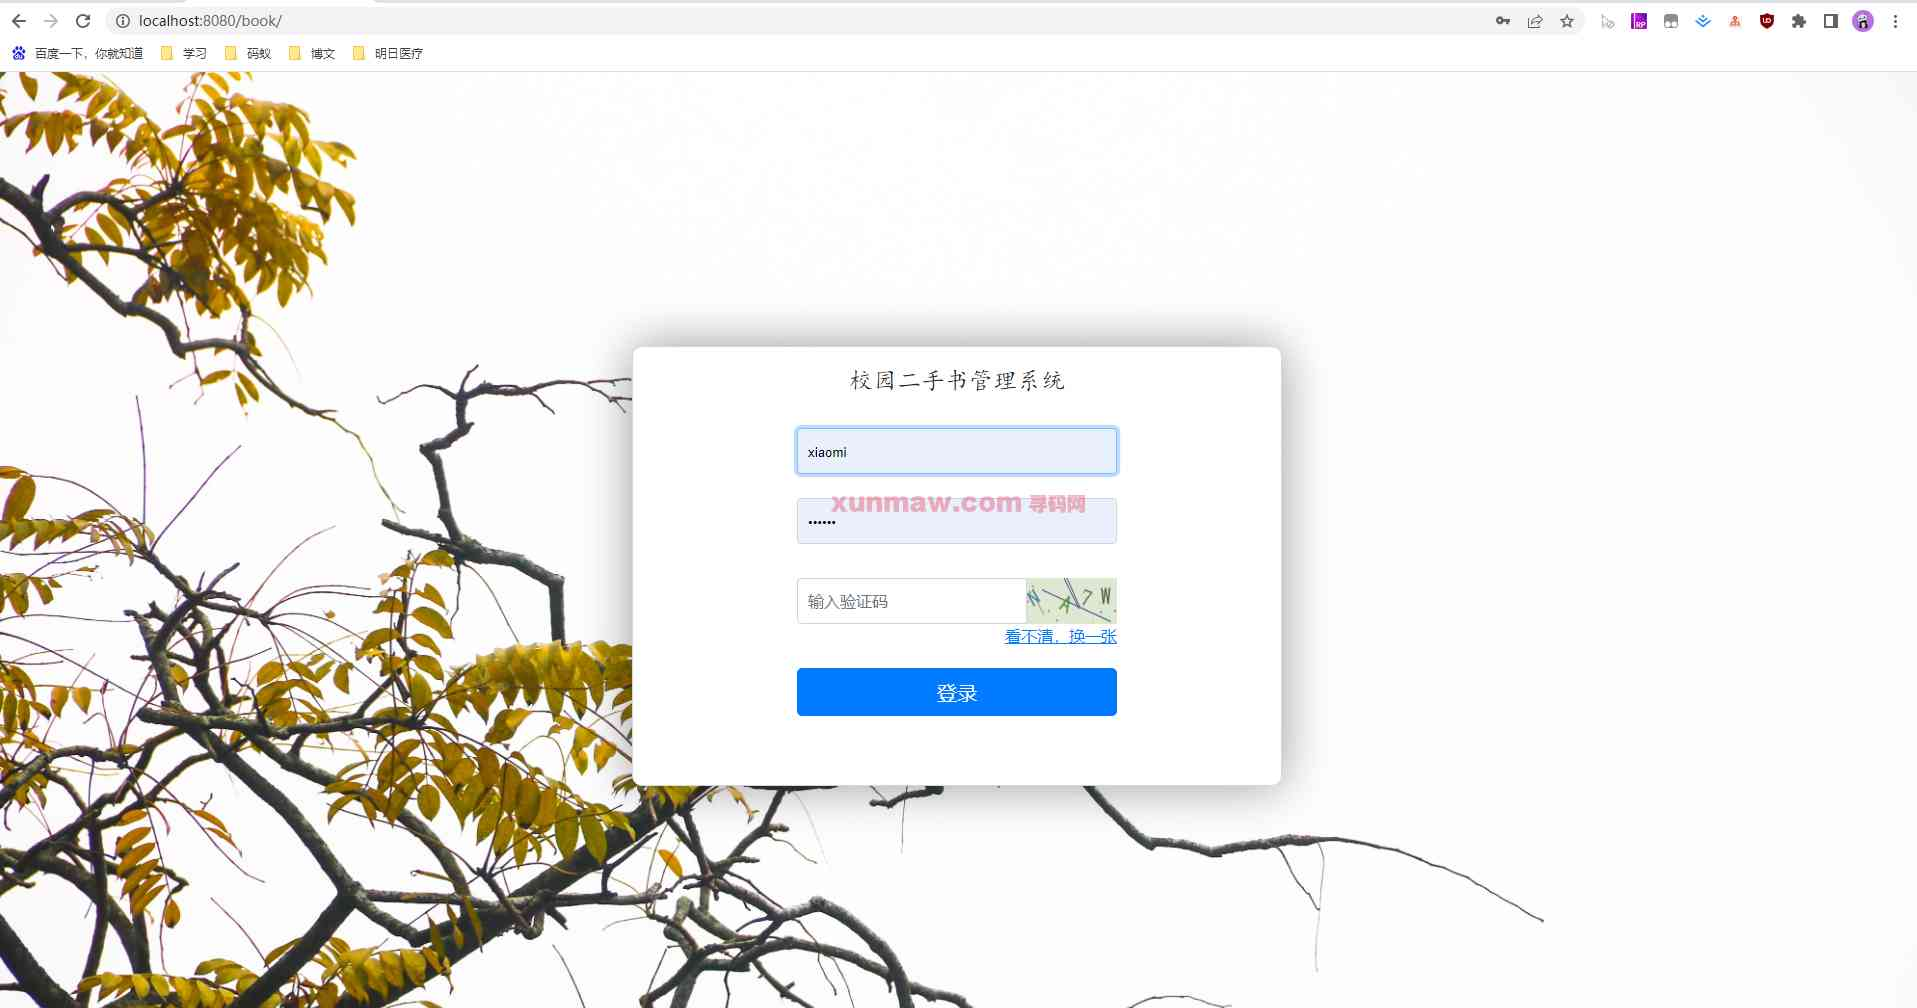 localhost:8080/book/
百度一下，你就知道 学习 码蚁 博文 明日医疗
校园二手书管理系统
xiaomi
xunmaw.com 寻码网
••••••
输入验证码
看不清，换一张
登录